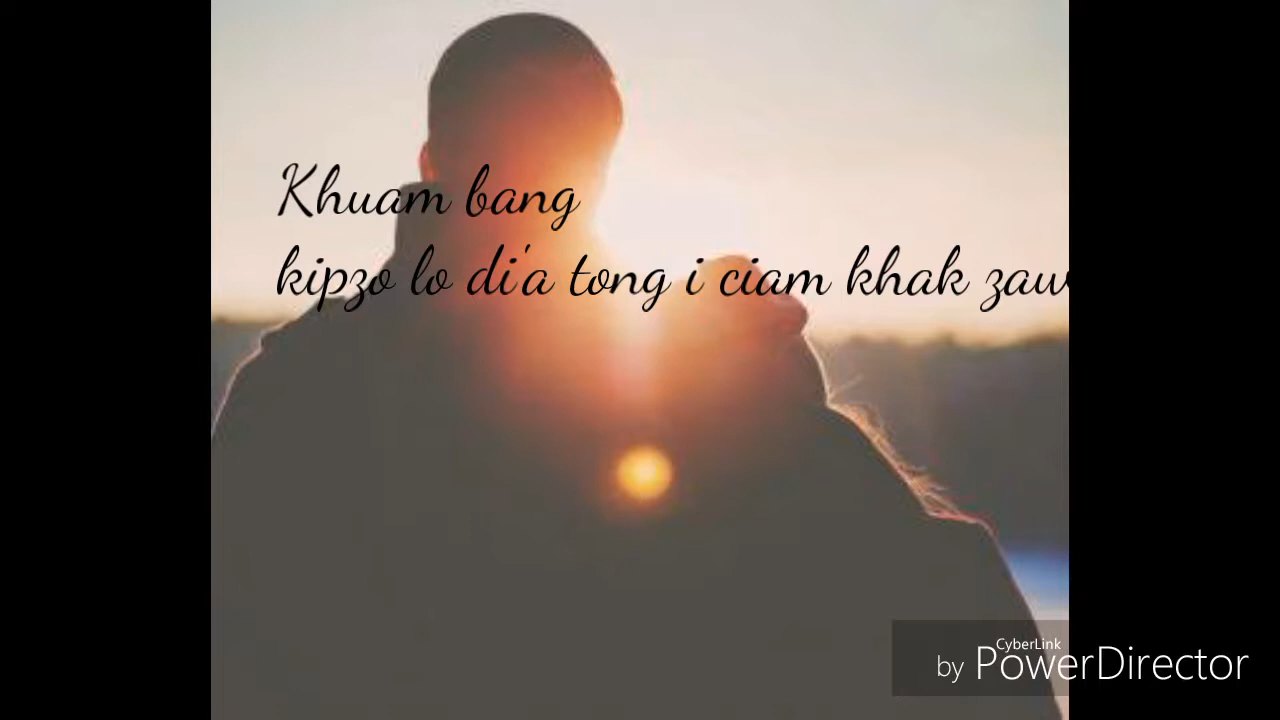 Khuam bang
kipzo lo di'a tong i ciam khak zaw
CyberLink
by PowerDirector